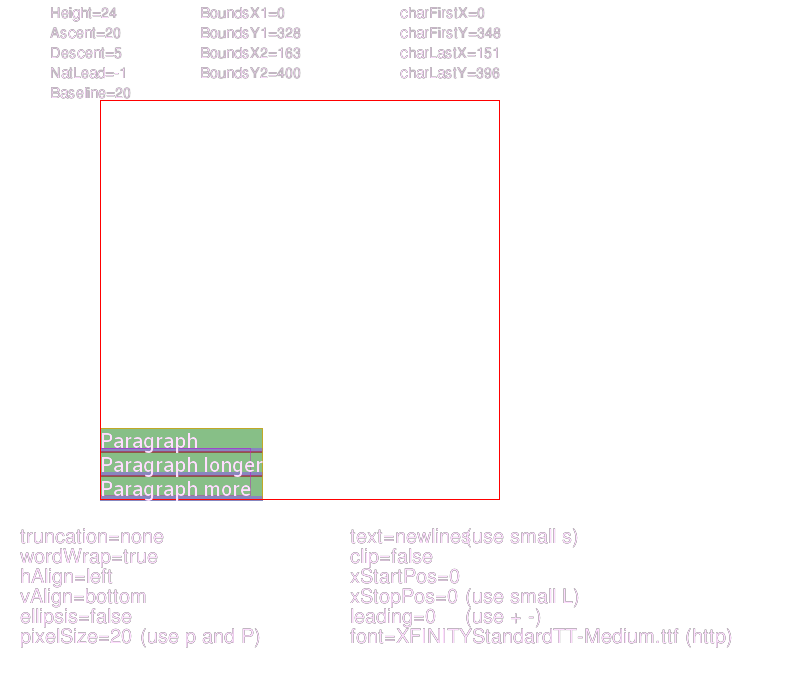 Height=24 BoundsX1=0 charFirstX=0
Ascent=20 BoundsY1=328 charFirstY=348
Descent=5 BoundsX2=163 charLastX=151
NatLead=-1 BoundsY2=400 charLastY=396
Baseline=20
Paragraph
Paragraph longer
Paragraph more
truncation=none text=newlines(use small s)
wordWrap=true clip=false
hAlign=left xStartPos=0
vAlign=bottom xStopPos=0 (use small L)
ellipsis=false leading=0 (use + -)
pixelSize=20 (use p and P) font=XFINITYStandardTT-Medium.ttf (http)